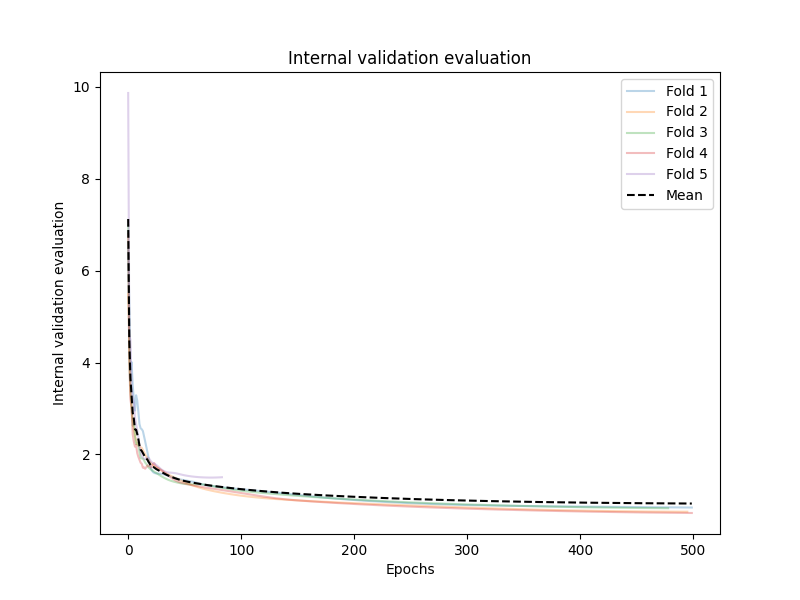 Internal validation evaluation
Internal validation evaluation
10
8
6
4
2
0
100
200
300
400
500
Epochs
Fold 1
Fold 2
Fold 3
Fold 4
Fold 5
Mean